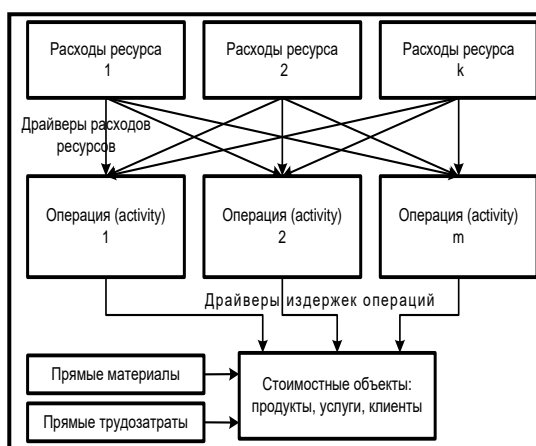 Расходы ресурса
1
Расходы ресурса
2
Расходы ресурса
k
Драйверы расходов
ресурсов
Операция (activity)
1
Операция (activity)
2
Операция (activity)
m
Драйверы издержек операций
Прямые материалы
Прямые трудозатраты
Стоимостные объекты:
продукты, услуги, клиенты